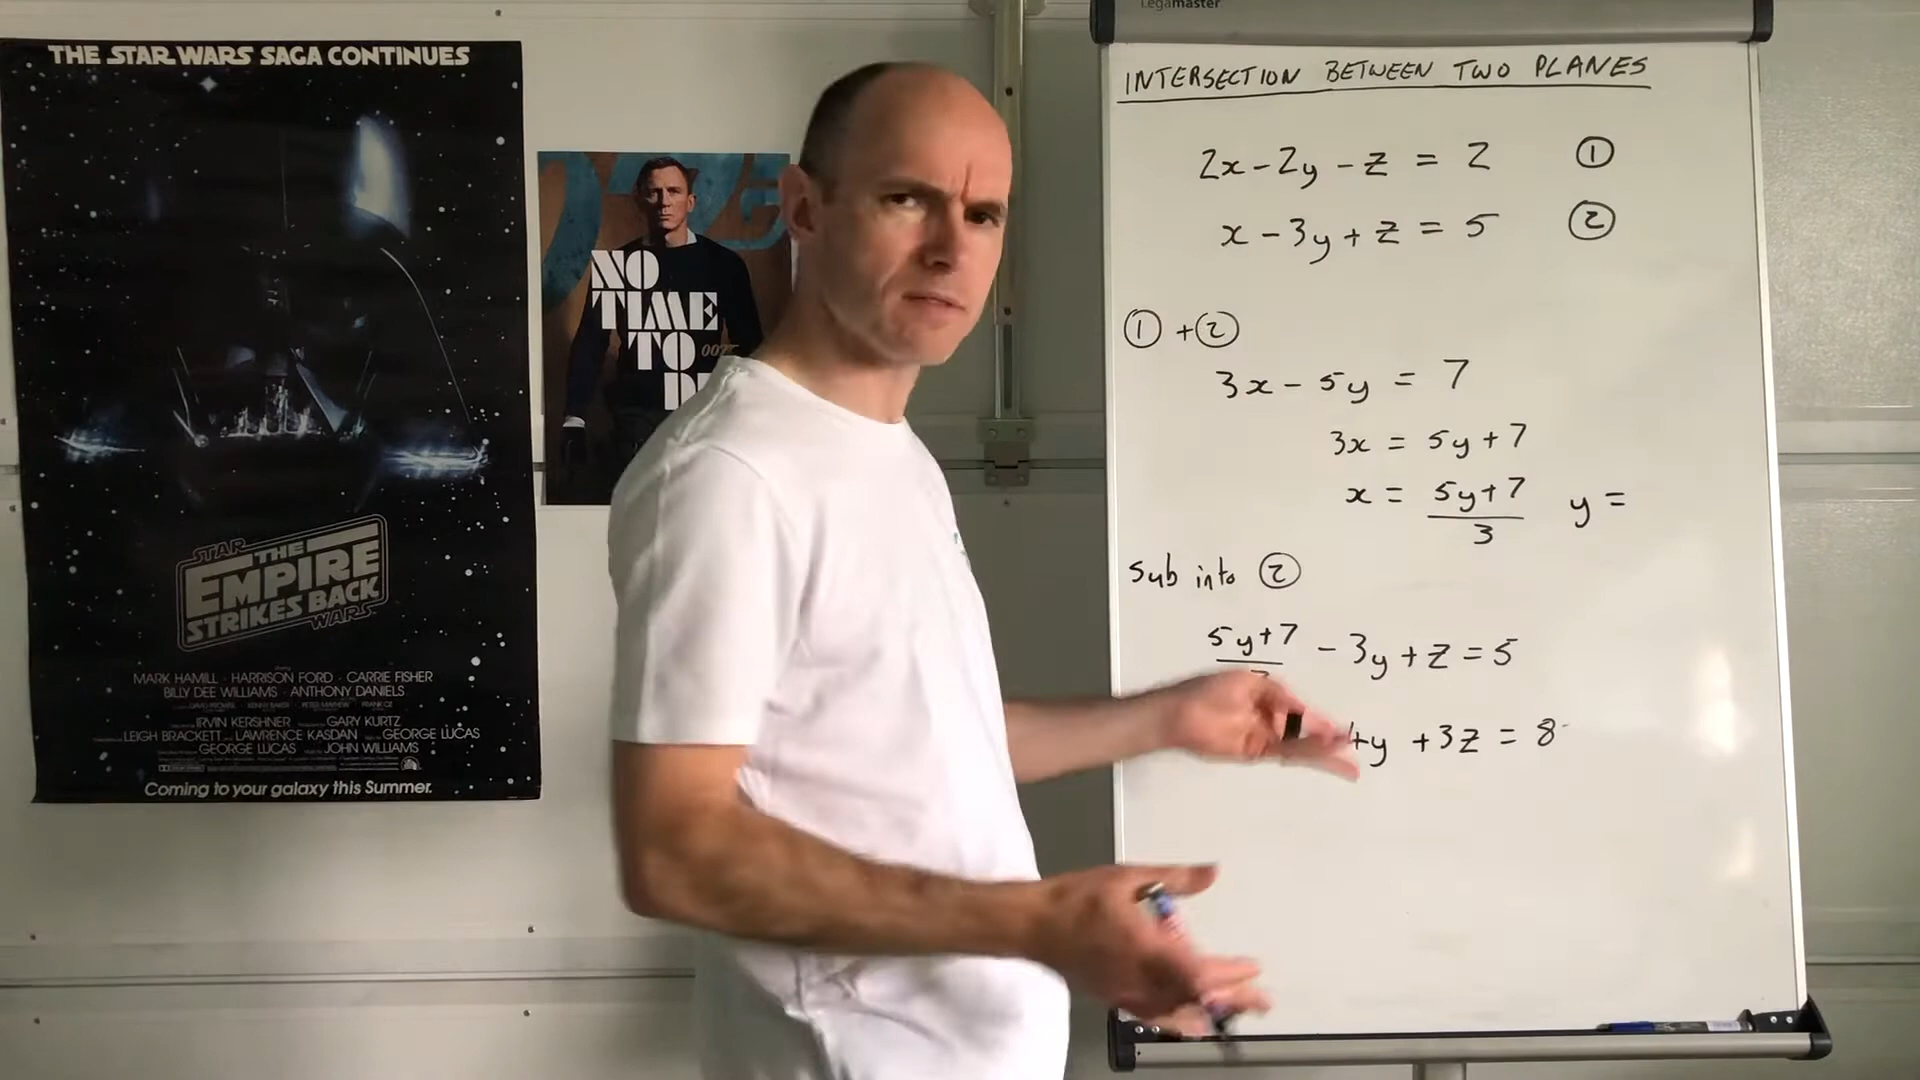 THE STAR WARS SAGA CONTINUES
STAR
THE
EMPIRE
STRIKES BACK
WARS
MARK HAMILL · HARRISON FORD · CARRIE FISHER
BILLY DEE WILLIAMS · ANTHONY DANIELS
IRVIN KERSHNER GARY KURTZ
LEIGH BRACKETT LAWRENCE KASDAN GEORGE LUCAS
GEORGE LUCAS JOHN WILLIAMS
Coming to your galaxy this Summer.
NO
TIME
TO
007
Legamaster
INTERSECTION BETWEEN TWO PLANES
2x - 2y - z = 2 ①
x - 3y + z = 5 ②
① + ②
3x - 5y = 7
3x = 5y + 7
x = 5y+7 y =
3
Sub into ②
5y+7 - 3y + z = 5
4y + 3z = 8